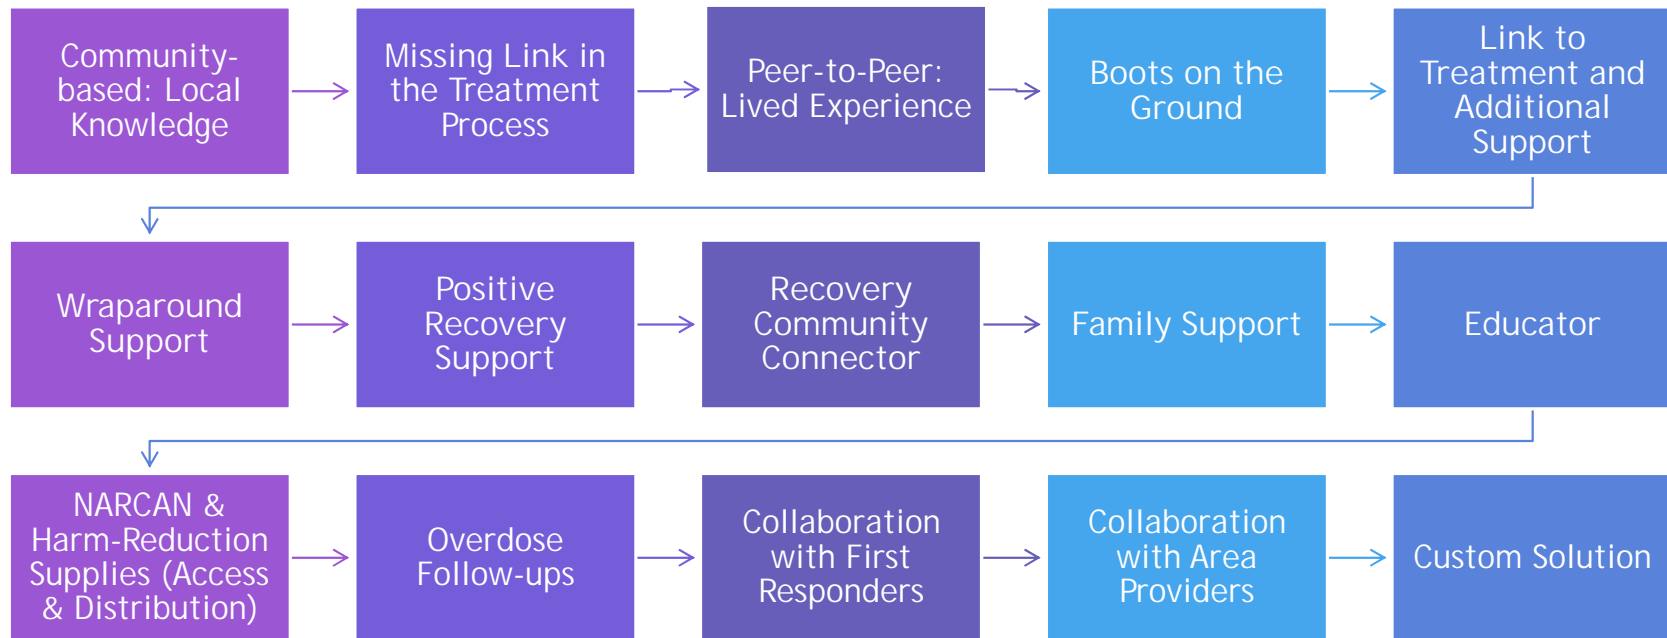 Community-
based: Local
Knowledge
Missing Link in
the Treatment
Process
Peer-to-Peer:
Lived Experience
Boots on the
Ground
Link to
Treatment and
Additional
Support
Wraparound
Support
Positive
Recovery
Support
Recovery
Community
Connector
Family Support
Educator
NARCAN &
Harm-Reduction
Supplies (Access
& Distribution)
Overdose
Follow-ups
Collaboration
with First
Responders
Collaboration
with Area
Providers
Custom Solution